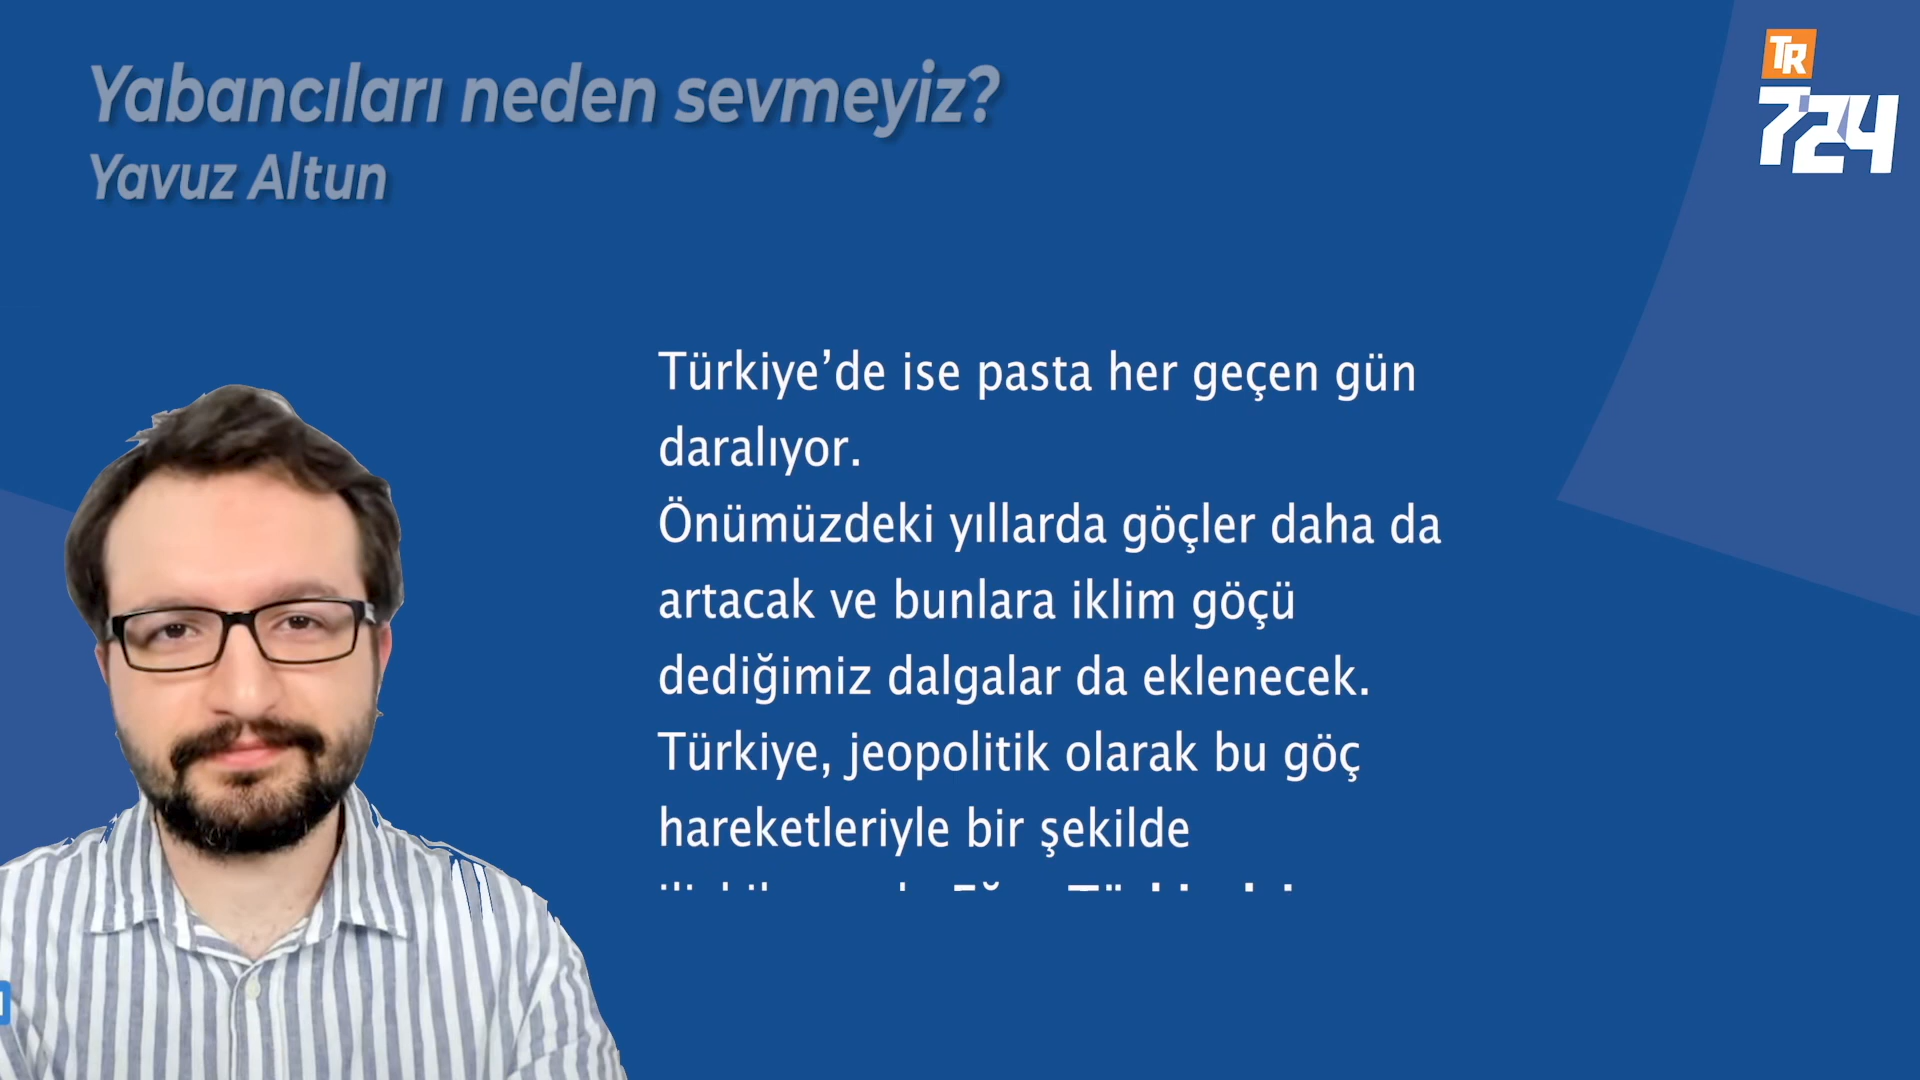 Yabancıları neden sevmeyiz?
Yavuz Altun
TR
724
Türkiye’de ise pasta her geçen gün
daralıyor.
Önümüzdeki yıllarda göçler daha da
artacak ve bunlara iklim göçü
dediğimiz dalgalar da eklenecek.
Türkiye, jeopolitik olarak bu göç
hareketleriyle bir şekilde